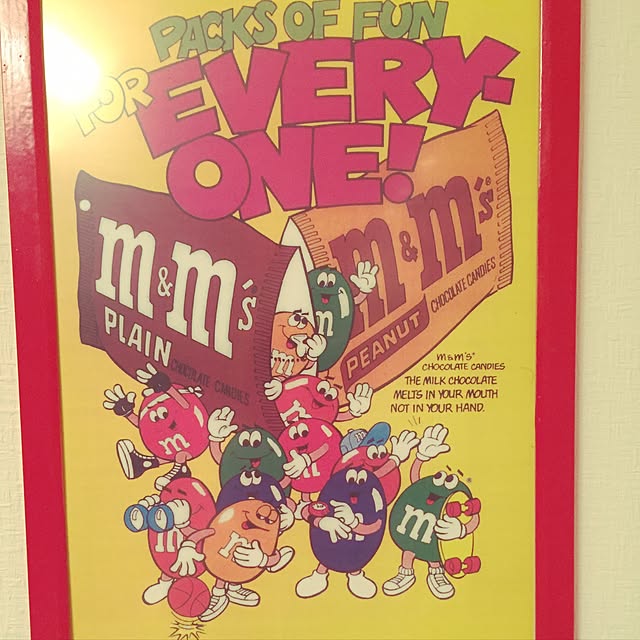 PACKS OF FUN
FOR EVERY-
ONE!
m&m's
PLAIN
CHOCOLATE CANDIES
m&m's
PEANUT
CHOCOLATE CANDIES
M&M's®
CHOCOLATE CANDIES
THE MILK CHOCOLATE
MELTS IN YOUR MOUTH
NOT IN YOUR HAND.
m
m
m
m
m
m
m
m